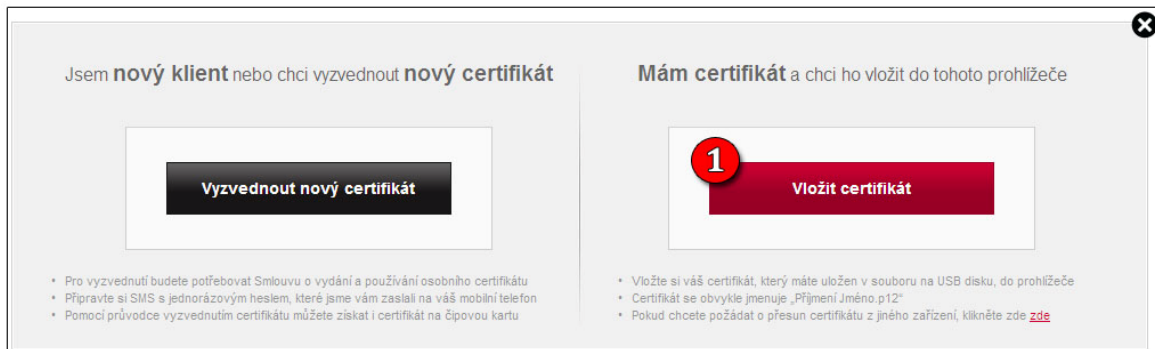 Jsem nový klient nebo chci vyzvednout nový certifikát
Vyzvednout nový certifikát
• Pro vyzvednutí budete potřebovat Smlouvu o vydání a používání osobního certifikátu
• Připravte si SMS s jednorázovým heslem, které jsme vám zaslali na váš mobilní telefon
• Pomocí průvodce vyzvednutím certifikátu můžete získat i certifikát na čipovou kartu
Mám certifikát a chci ho vložit do tohoto prohlížeče
1
Vložit certifikát
• Vložte si váš certifikát, který máte uložen v souboru na USB disku, do prohlížeče
• Certifikát se obvykle jmenuje „Příjmení Jméno.p12“
• Pokud chcete požádat o přesun certifikátu z jiného zařízení, klikněte zde zde